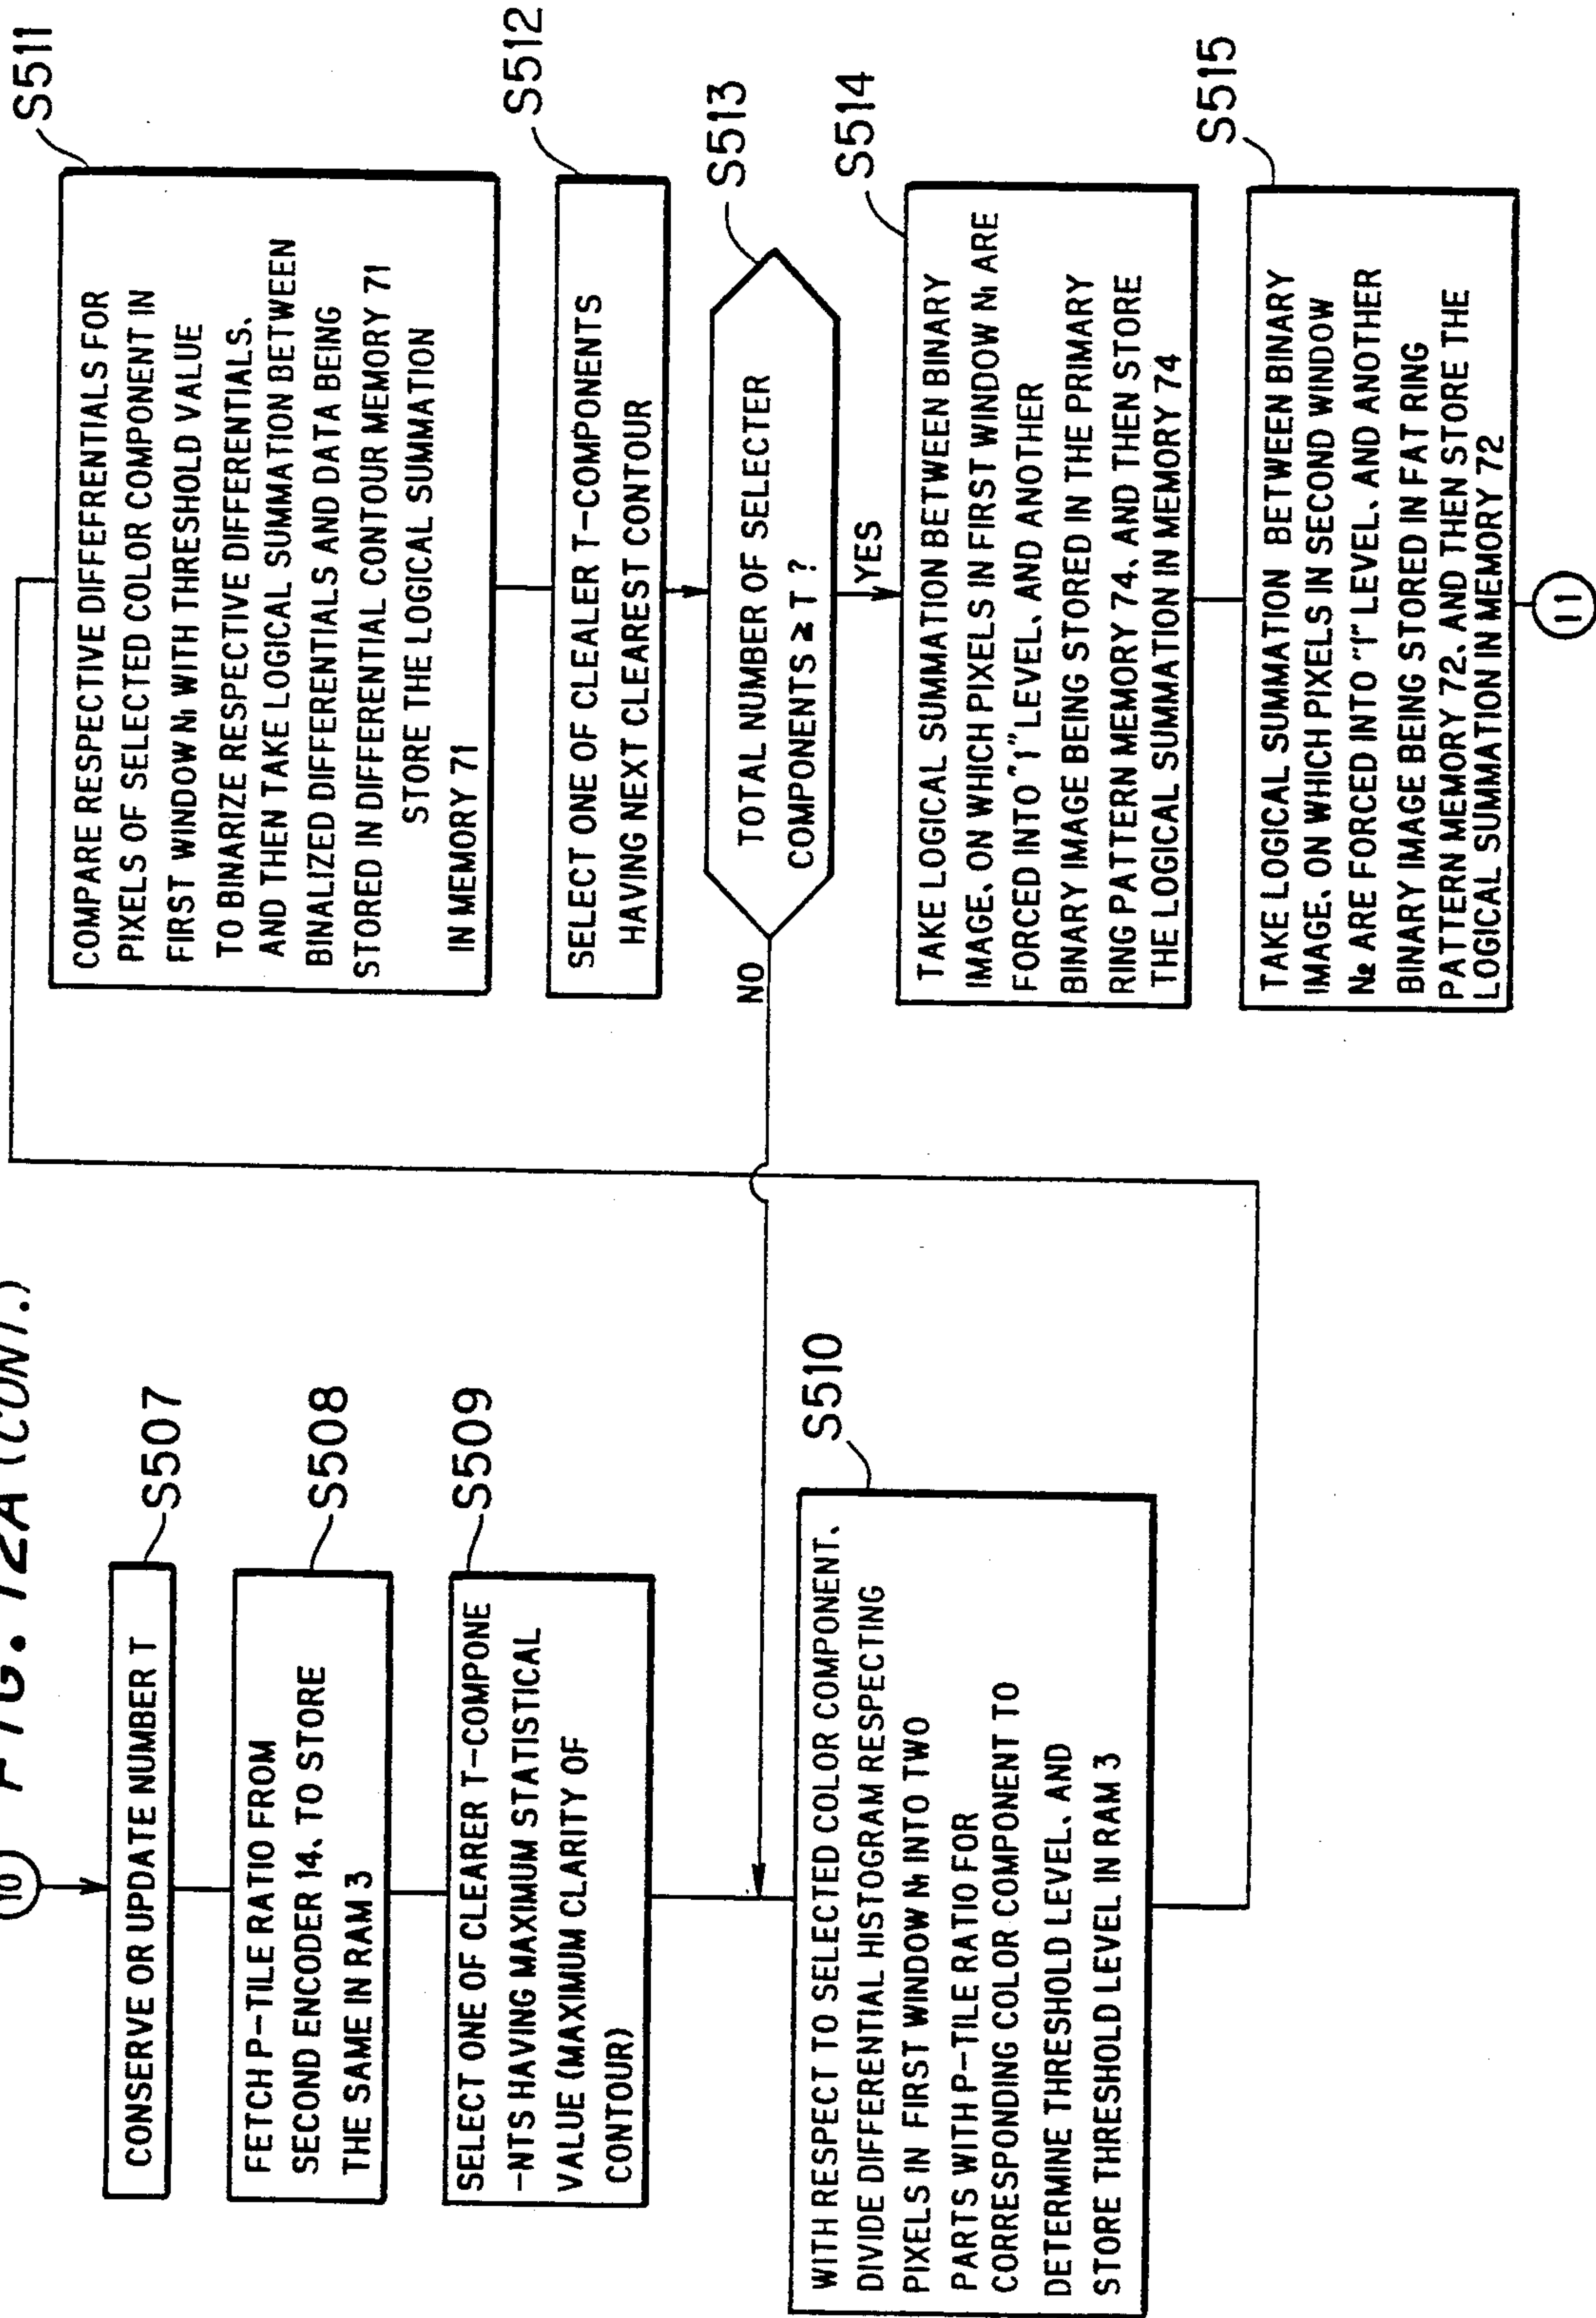 FIG. 12A (CONT.)
10
CONSERVE OR UPDATE NUMBER T
S507
FETCH P-TILE RATIO FROM
SECOND ENCODER 14. TO STORE
THE SAME IN RAM 3
S508
SELECT ONE OF CLEARER T-COMPONE
-NTS HAVING MAXIMUM STATISTICAL
VALUE (MAXIMUM CLARITY OF
CONTOUR)
S509
WITH RESPECT TO SELECTED COLOR COMPONENT.
DIVIDE DIFFERENTIAL HISTOGRAM RESPECTING
PIXELS IN FIRST WINDOW N1 INTO TWO
PARTS WITH P-TILE RATIO FOR
CORRESPONDING COLOR COMPONENT TO
DETERMINE THRESHOLD LEVEL, AND
STORE THRESHOLD LEVEL IN RAM 3
S510
COMPARE RESPECTIVE DIFFEFRENTIALS FOR
PIXELS OF SELECTED COLOR COMPONENT IN
FIRST WINDOW N1 WITH THRESHOLD VALUE
TO BINARIZE RESPECTIVE DIFFERENTIALS.
AND THEN TAKE LOGICAL SUMMATION BETWEEN
BINALIZED DIFFERENTIALS AND DATA BEING
STORED IN DIFFERENTIAL CONTOUR MEMORY 71
STORE THE LOGICAL SUMMATION
IN MEMORY 71
S511
SELECT ONE OF CLEALER T-COMPONENTS
HAVING NEXT CLEAREST CONTOUR
S512
TOTAL NUMBER OF SELECTER
COMPONENTS ≥ T ?
S513
NO
YES
TAKE LOGICAL SUMMATION BETWEEN BINARY
IMAGE. ON WHICH PIXELS IN FIRST WINDOW N1 ARE
FORCED INTO "1" LEVEL. AND ANOTHER
BINARY IMAGE BEING STORED IN THE PRIMARY
RING PATTERN MEMORY 74. AND THEN STORE
THE LOGICAL SUMMATION IN MEMORY 74
S514
TAKE LOGICAL SUMMATION BETWEEN BINARY
IMAGE. ON WHICH PIXELS IN SECOND WINDOW
N2 ARE FORCED INTO "1" LEVEL. AND ANOTHER
BINARY IMAGE BEING STORED IN FAT RING
PATTERN MEMORY 72. AND THEN STORE THE
LOGICAL SUMMATION IN MEMORY 72
S515
11